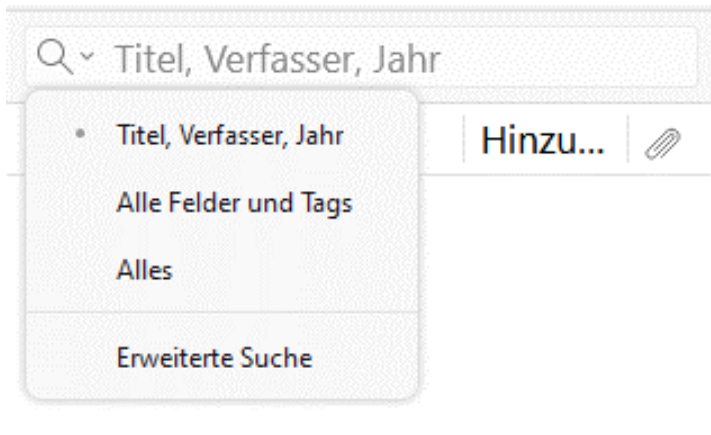 Titel, Verfasser, Jahr
Titel, Verfasser, Jahr
Hinzu...
Alle Felder und Tags
Alles
Erweiterte Suche